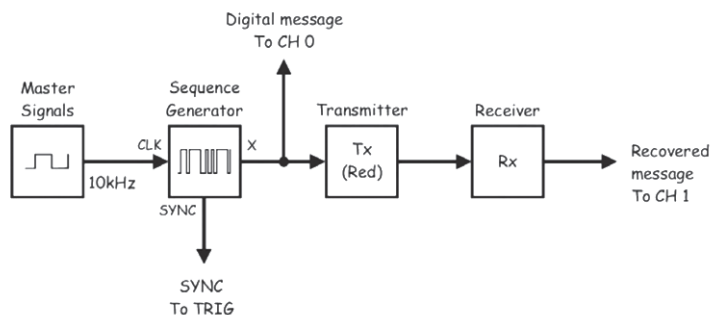 Digital message
To CH 0
Master
Signals
Sequence
Generator
Transmitter
Receiver
CLK
X
Tx
(Red)
Rx
Recovered
message
To CH 1
10kHz
SYNC
SYNC
To TRIG